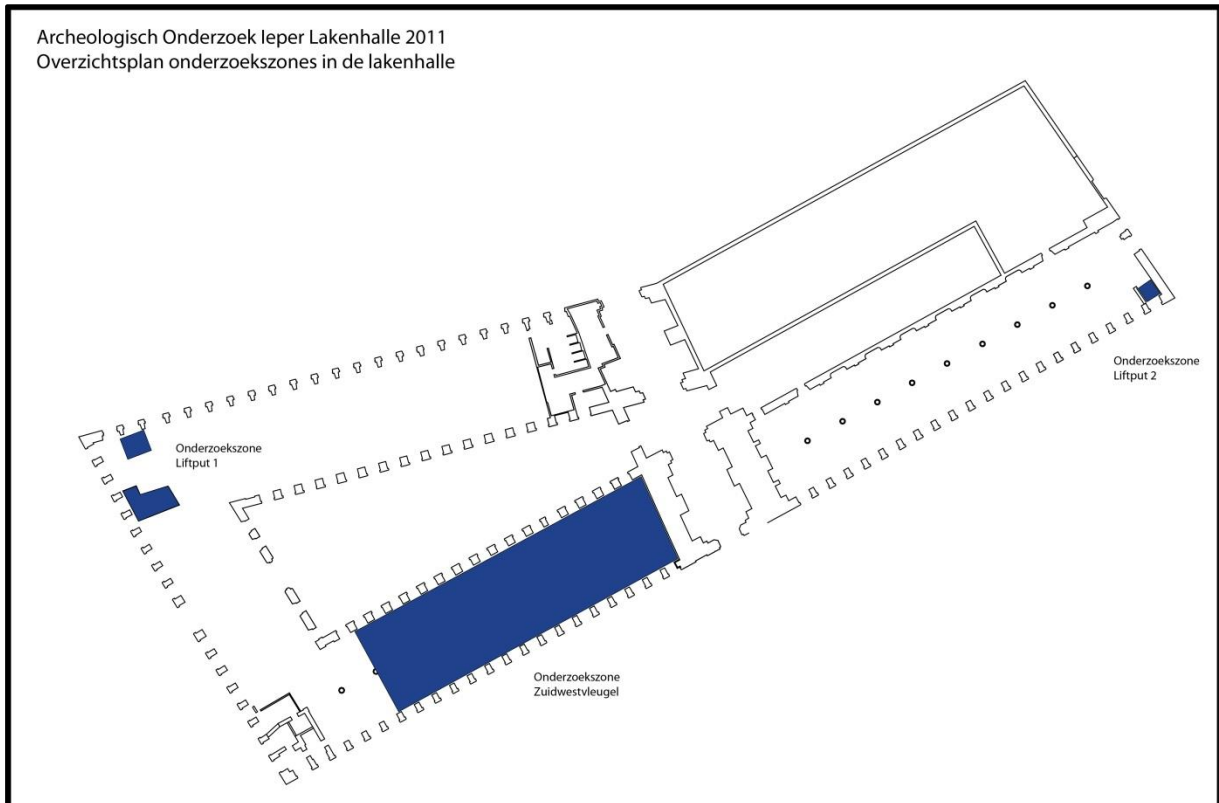 Archeologisch Onderzoek Ieper Lakenhalle 2011
Overzichtsplan onderzoekszones in de lakenhalle
Onderzoekszone
Liftput 2
Onderzoekszone
Liftput 1
Onderzoekszone
Zuidwestvleugel